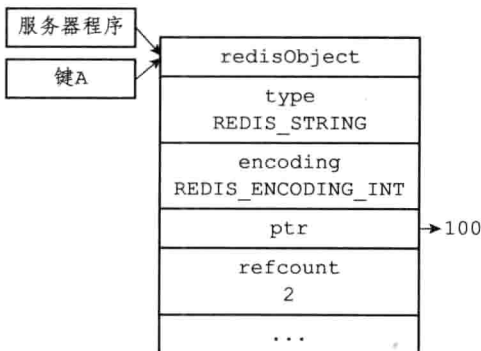 服务器程序
键A
redisObject
type
REDIS_STRING
encoding
REDIS_ENCODING_INT
ptr
100
refcount
2
...